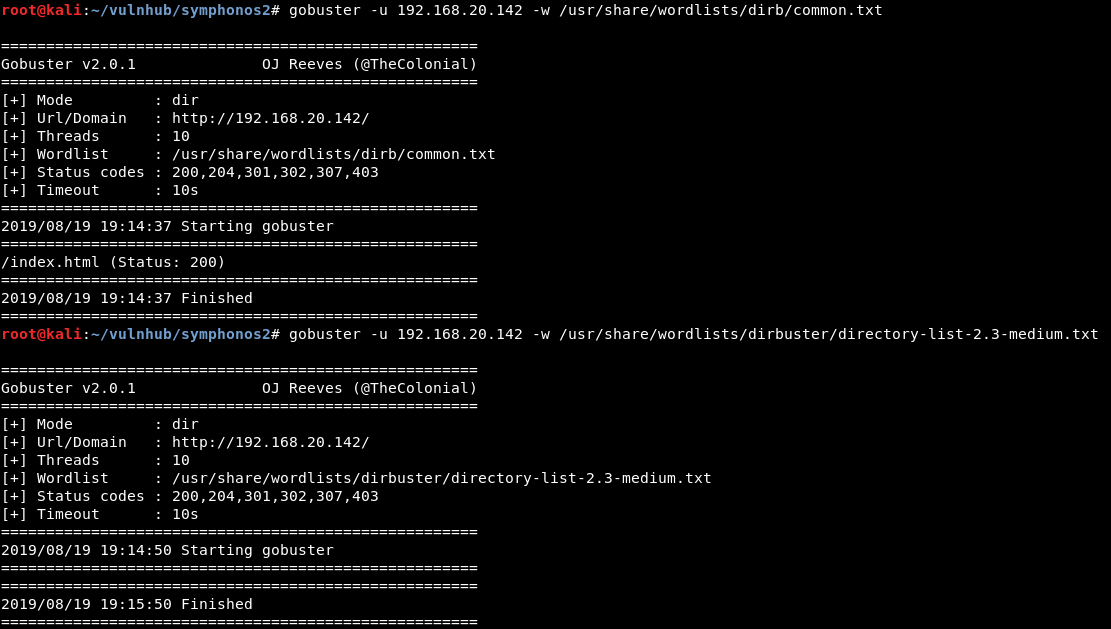 root@kali:~/vulnhub/symphonos2# gobuster -u 192.168.20.142 -w /usr/share/wordlists/dirb/common.txt
=====================================================
Gobuster v2.0.1              OJ Reeves (@TheColonial)
=====================================================
[+] Mode         : dir
[+] Url/Domain   : http://192.168.20.142/
[+] Threads      : 10
[+] Wordlist     : /usr/share/wordlists/dirb/common.txt
[+] Status codes : 200,204,301,302,307,403
[+] Timeout      : 10s
=====================================================
2019/08/19 19:14:37 Starting gobuster
=====================================================
/index.html (Status: 200)
=====================================================
2019/08/19 19:14:37 Finished
=====================================================
root@kali:~/vulnhub/symphonos2# gobuster -u 192.168.20.142 -w /usr/share/wordlists/dirbuster/directory-list-2.3-medium.txt
=====================================================
Gobuster v2.0.1              OJ Reeves (@TheColonial)
=====================================================
[+] Mode         : dir
[+] Url/Domain   : http://192.168.20.142/
[+] Threads      : 10
[+] Wordlist     : /usr/share/wordlists/dirbuster/directory-list-2.3-medium.txt
[+] Status codes : 200,204,301,302,307,403
[+] Timeout      : 10s
=====================================================
2019/08/19 19:14:50 Starting gobuster
=====================================================
=====================================================
2019/08/19 19:15:50 Finished
=====================================================